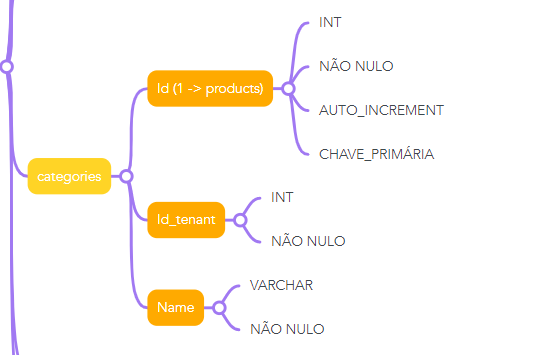 INT
NÃO NULO
Id (1 -> products)
AUTO_INCREMENT
CHAVE_PRIMÁRIA
categories
INT
Id_tenant
NÃO NULO
VARCHAR
Name
NÃO NULO